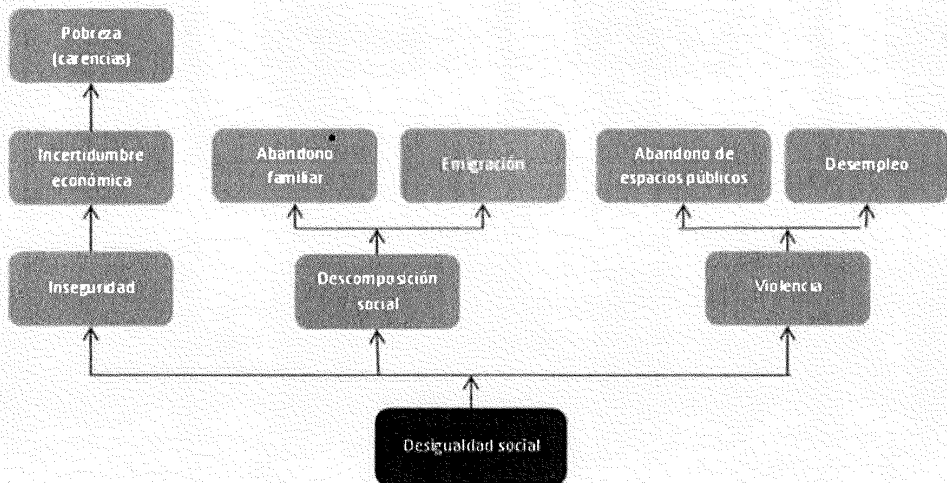 Pobreza
(carencias)
Incertidumbre
económica
Abandono
familiar
Emigración
Abandono de
espacios públicos
Desempleo
Inseguridad
Descomposición
social
Violencia
Desigualdad social